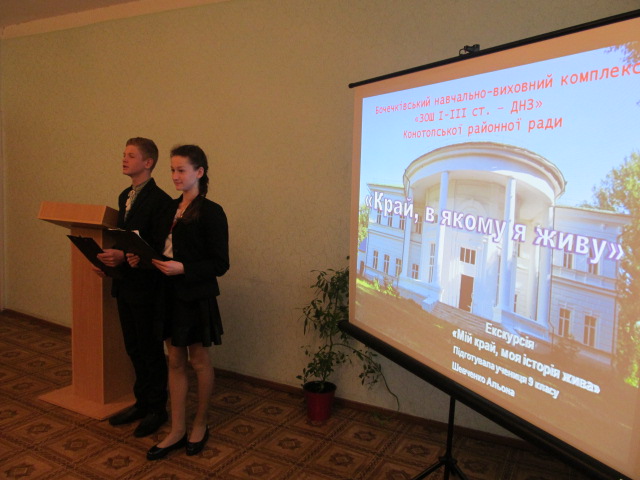 Бочечківський навчально-виховний комплекс
«ЗОШ І-ІІІ ст. – ДНЗ»
Конотопської районної ради
«Край, в якому я живу»
Екскурсія
«Мій край, моя історія жива»
Підготувала учениця 9 класу
Шевченко Альона